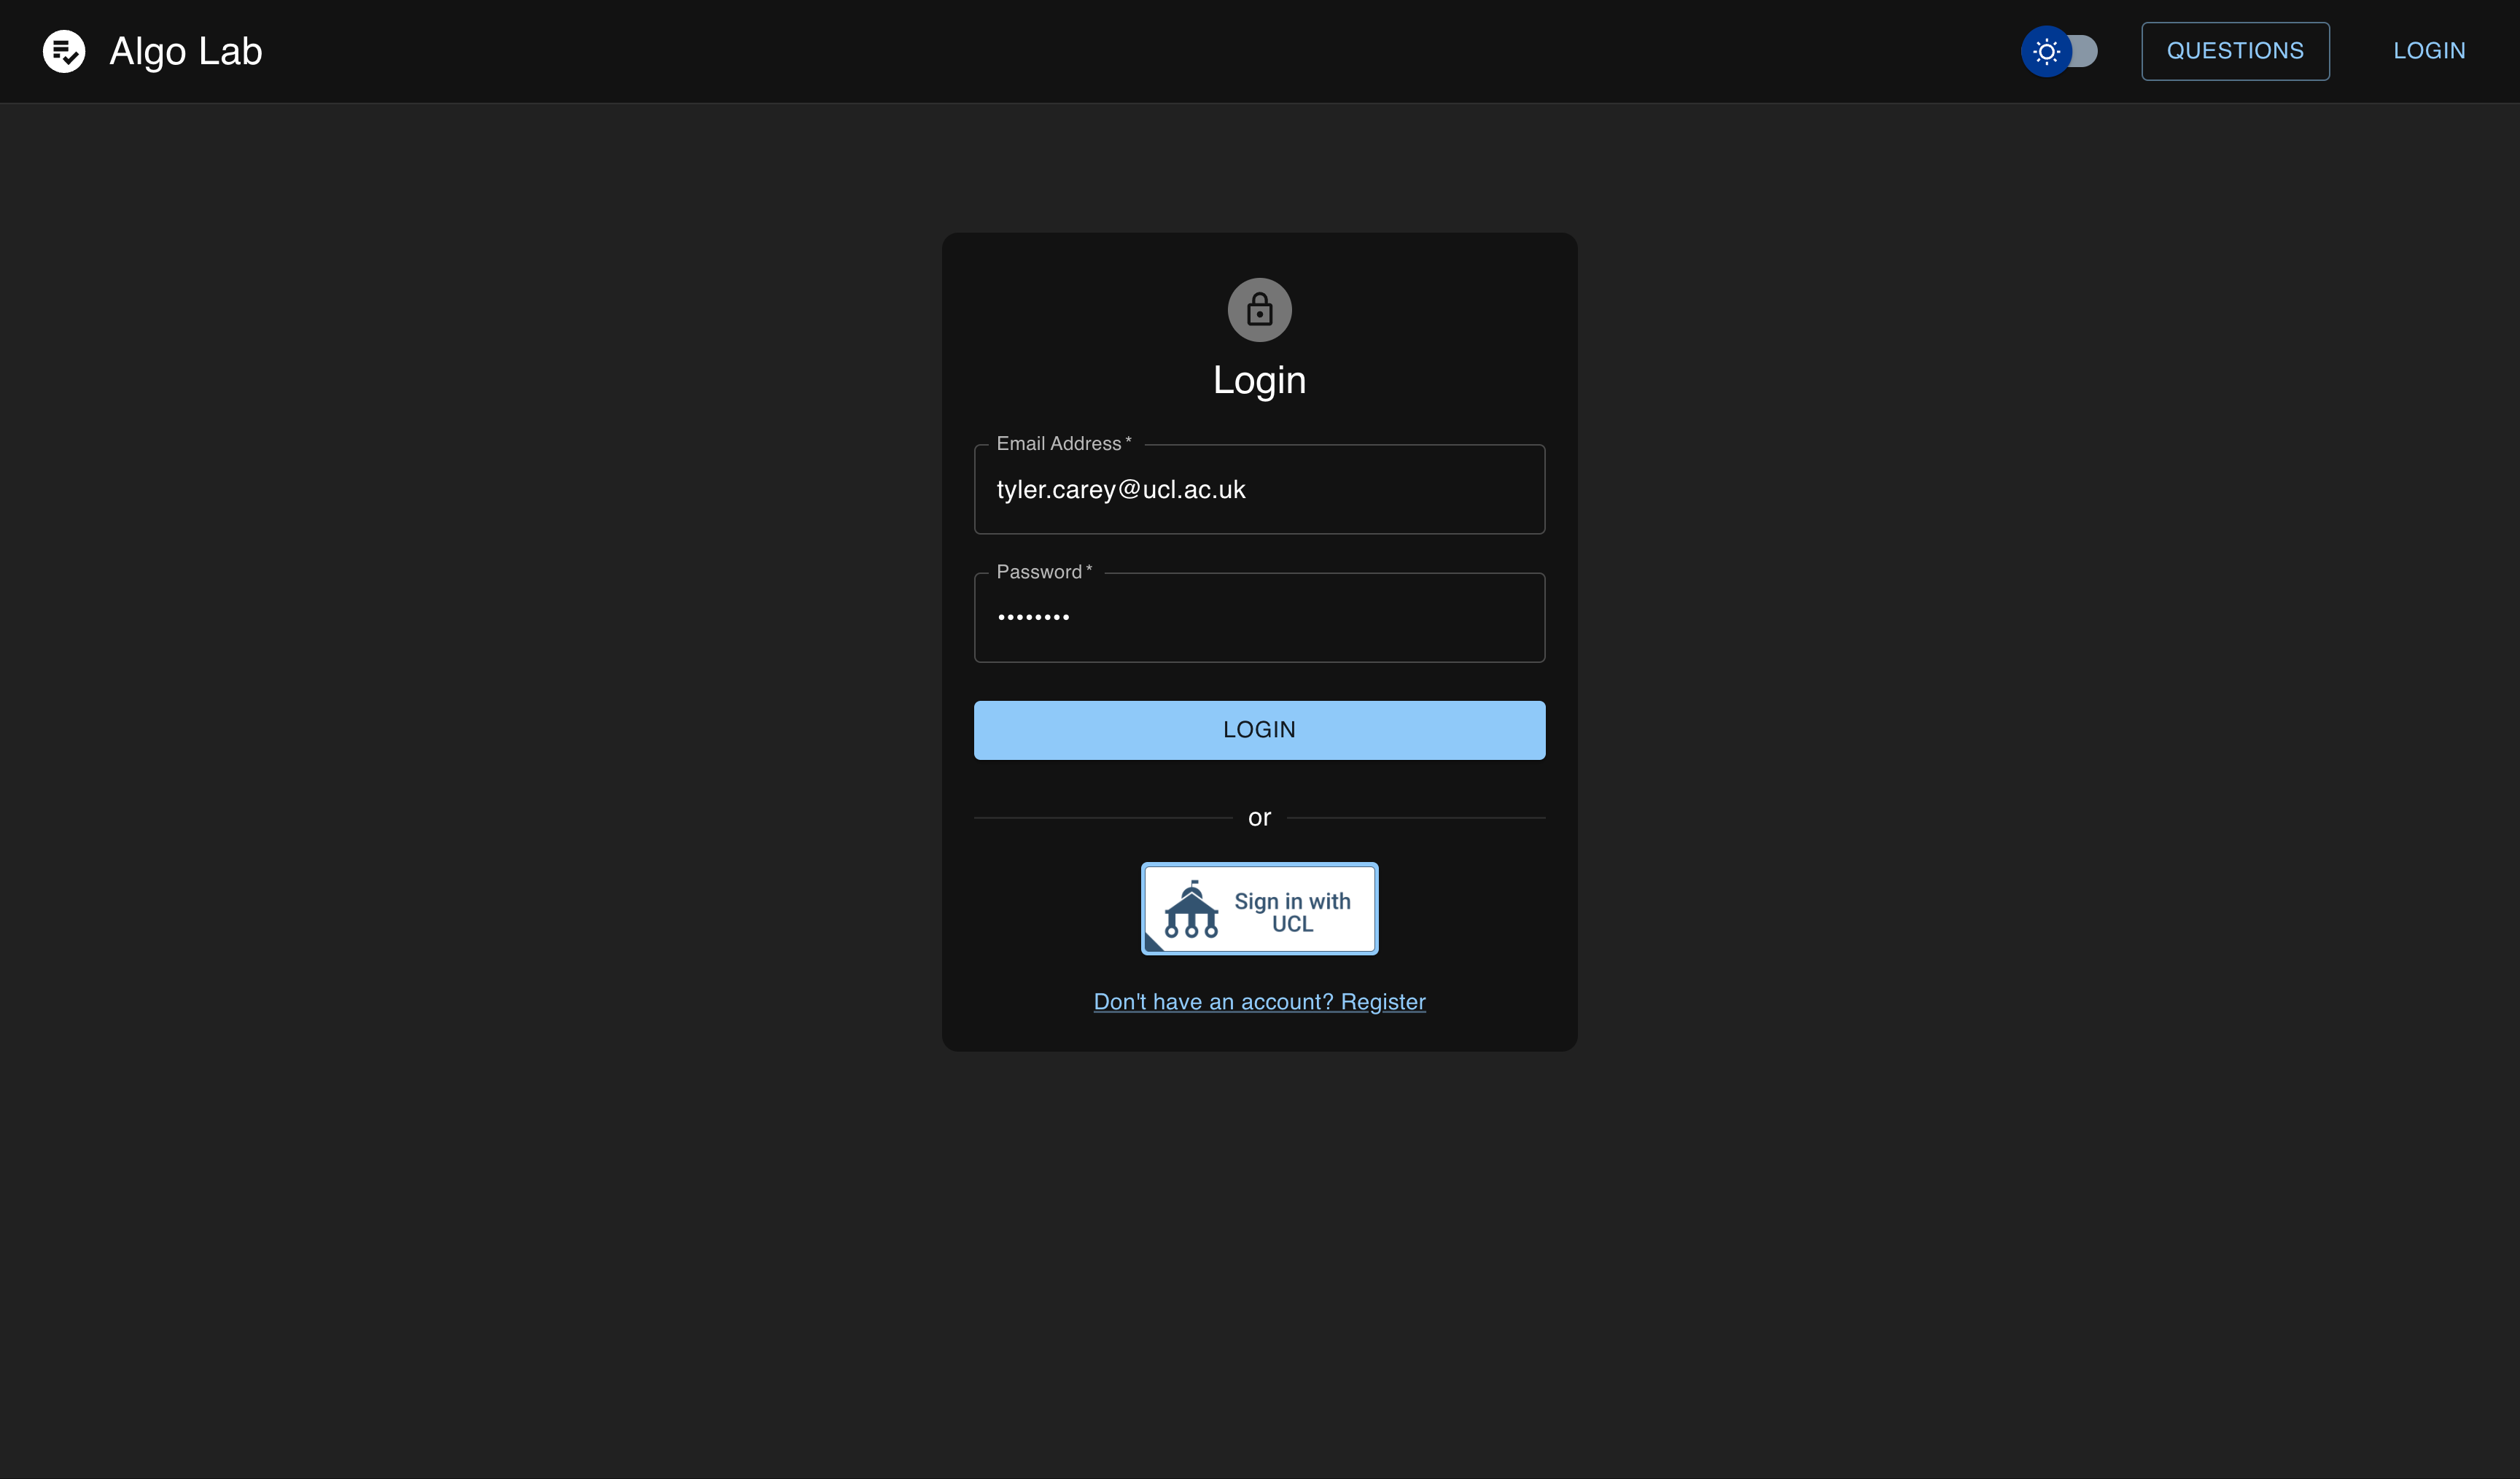 Algo Lab
QUESTIONS
LOGIN
Login
Email Address *
tyler.carey@ucl.ac.uk
Password *
••••••••
LOGIN
or
Sign in with
UCL
Don't have an account? Register